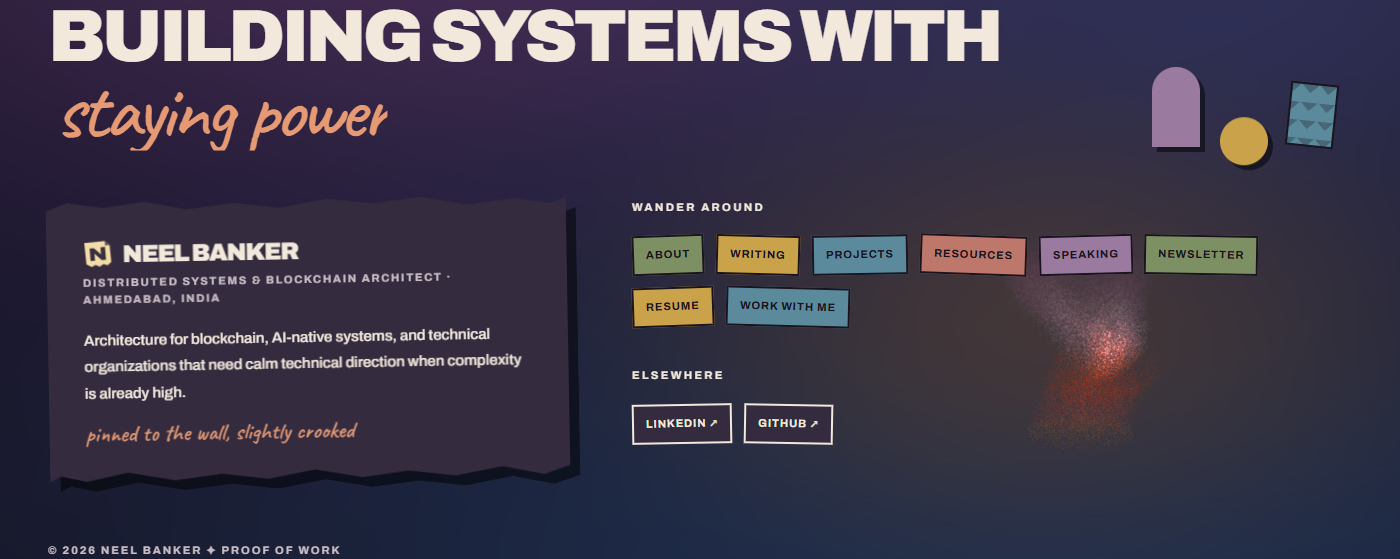 BUILDING SYSTEMS WITH
staying power
NEEL BANKER
DISTRIBUTED SYSTEMS & BLOCKCHAIN ARCHITECT ·
AHMEDABAD, INDIA
Architecture for blockchain, AI-native systems, and technical
organizations that need calm technical direction when complexity
is already high.
pinned to the wall, slightly crooked
WANDER AROUND
ABOUT WRITING PROJECTS RESOURCES SPEAKING NEWSLETTER
RESUME WORK WITH ME
ELSEWHERE
LINKEDIN ↗ GITHUB ↗
© 2026 NEEL BANKER ✦ PROOF OF WORK